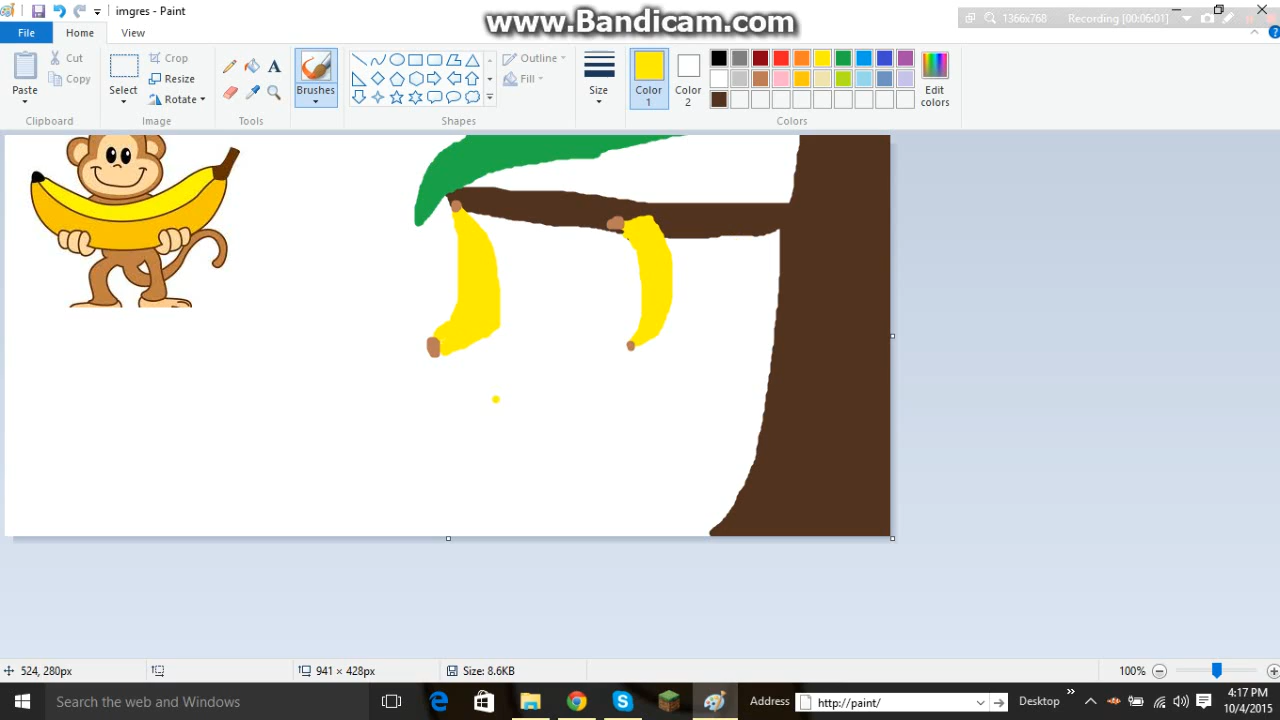 imgres - Paint
www.Bandicam.com
1366x768 Recording [00:06:01]
File Home View
Paste
Cut
Copy
Clipboard
Select
Crop
Resize
Rotate
Image
A
Tools
Brushes
Outline
Fill
Shapes
Size
Color 1
Color 2
Edit colors
Colors
524, 280px
941 × 428px
Size: 8.6KB
100%
Search the web and Windows
Address http://paint/
Desktop
4:17 PM
10/4/2015